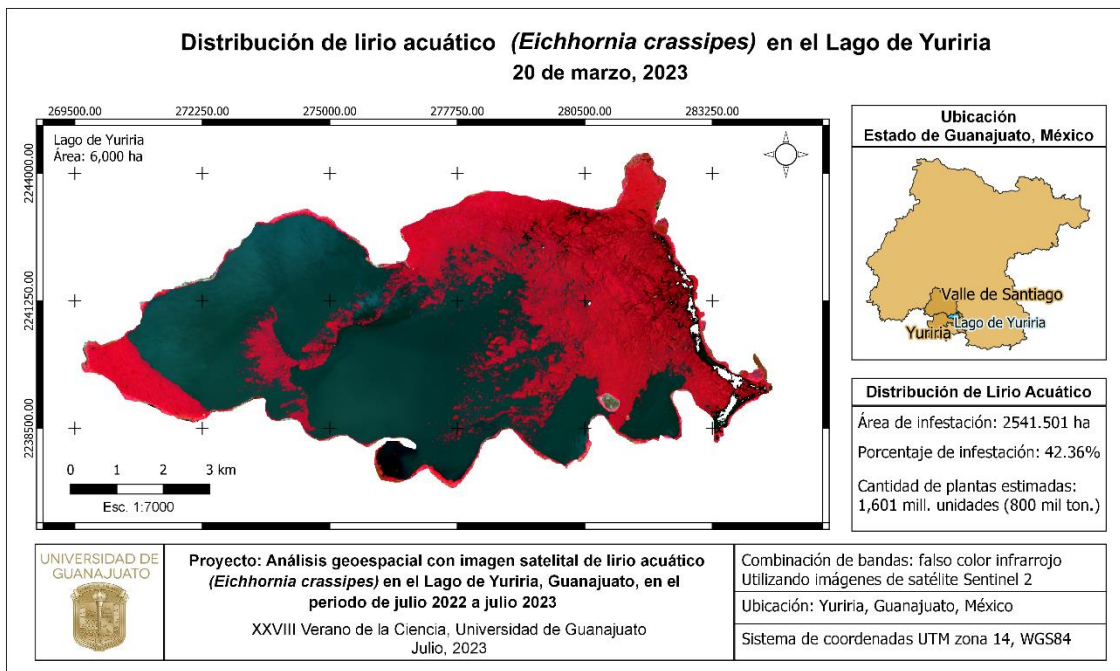 Distribución de lirio acuático (Eichhornia crassipes) en el Lago de Yuriria
20 de marzo, 2023
269500.00 272250.00 275000.00 277750.00 280500.00 283250.00
2244000.00
2241250.00
2238500.00
Lago de Yuriria
Área: 6,000 ha
0 1 2 3 km
Esc. 1:7000
Ubicación
Estado de Guanajuato, México
Valle de Santiago
Lago de Yuriria
Yuriria
Distribución de Lirio Acuático
Área de infestación: 2541.501 ha
Porcentaje de infestación: 42.36%
Cantidad de plantas estimadas:
1,601 mill. unidades (800 mil ton.)
UNIVERSIDAD DE
GUANAJUATO
Proyecto: Análisis geoespacial con imagen satelital de lirio acuático
(Eichhornia crassipes) en el Lago de Yuriria, Guanajuato, en el
periodo de julio 2022 a julio 2023
XXVIII Verano de la Ciencia, Universidad de Guanajuato
Julio, 2023
Combinación de bandas: falso color infrarrojo
Utilizando imágenes de satélite Sentinel 2
Ubicación: Yuriria, Guanajuato, México
Sistema de coordenadas UTM zona 14, WGS84